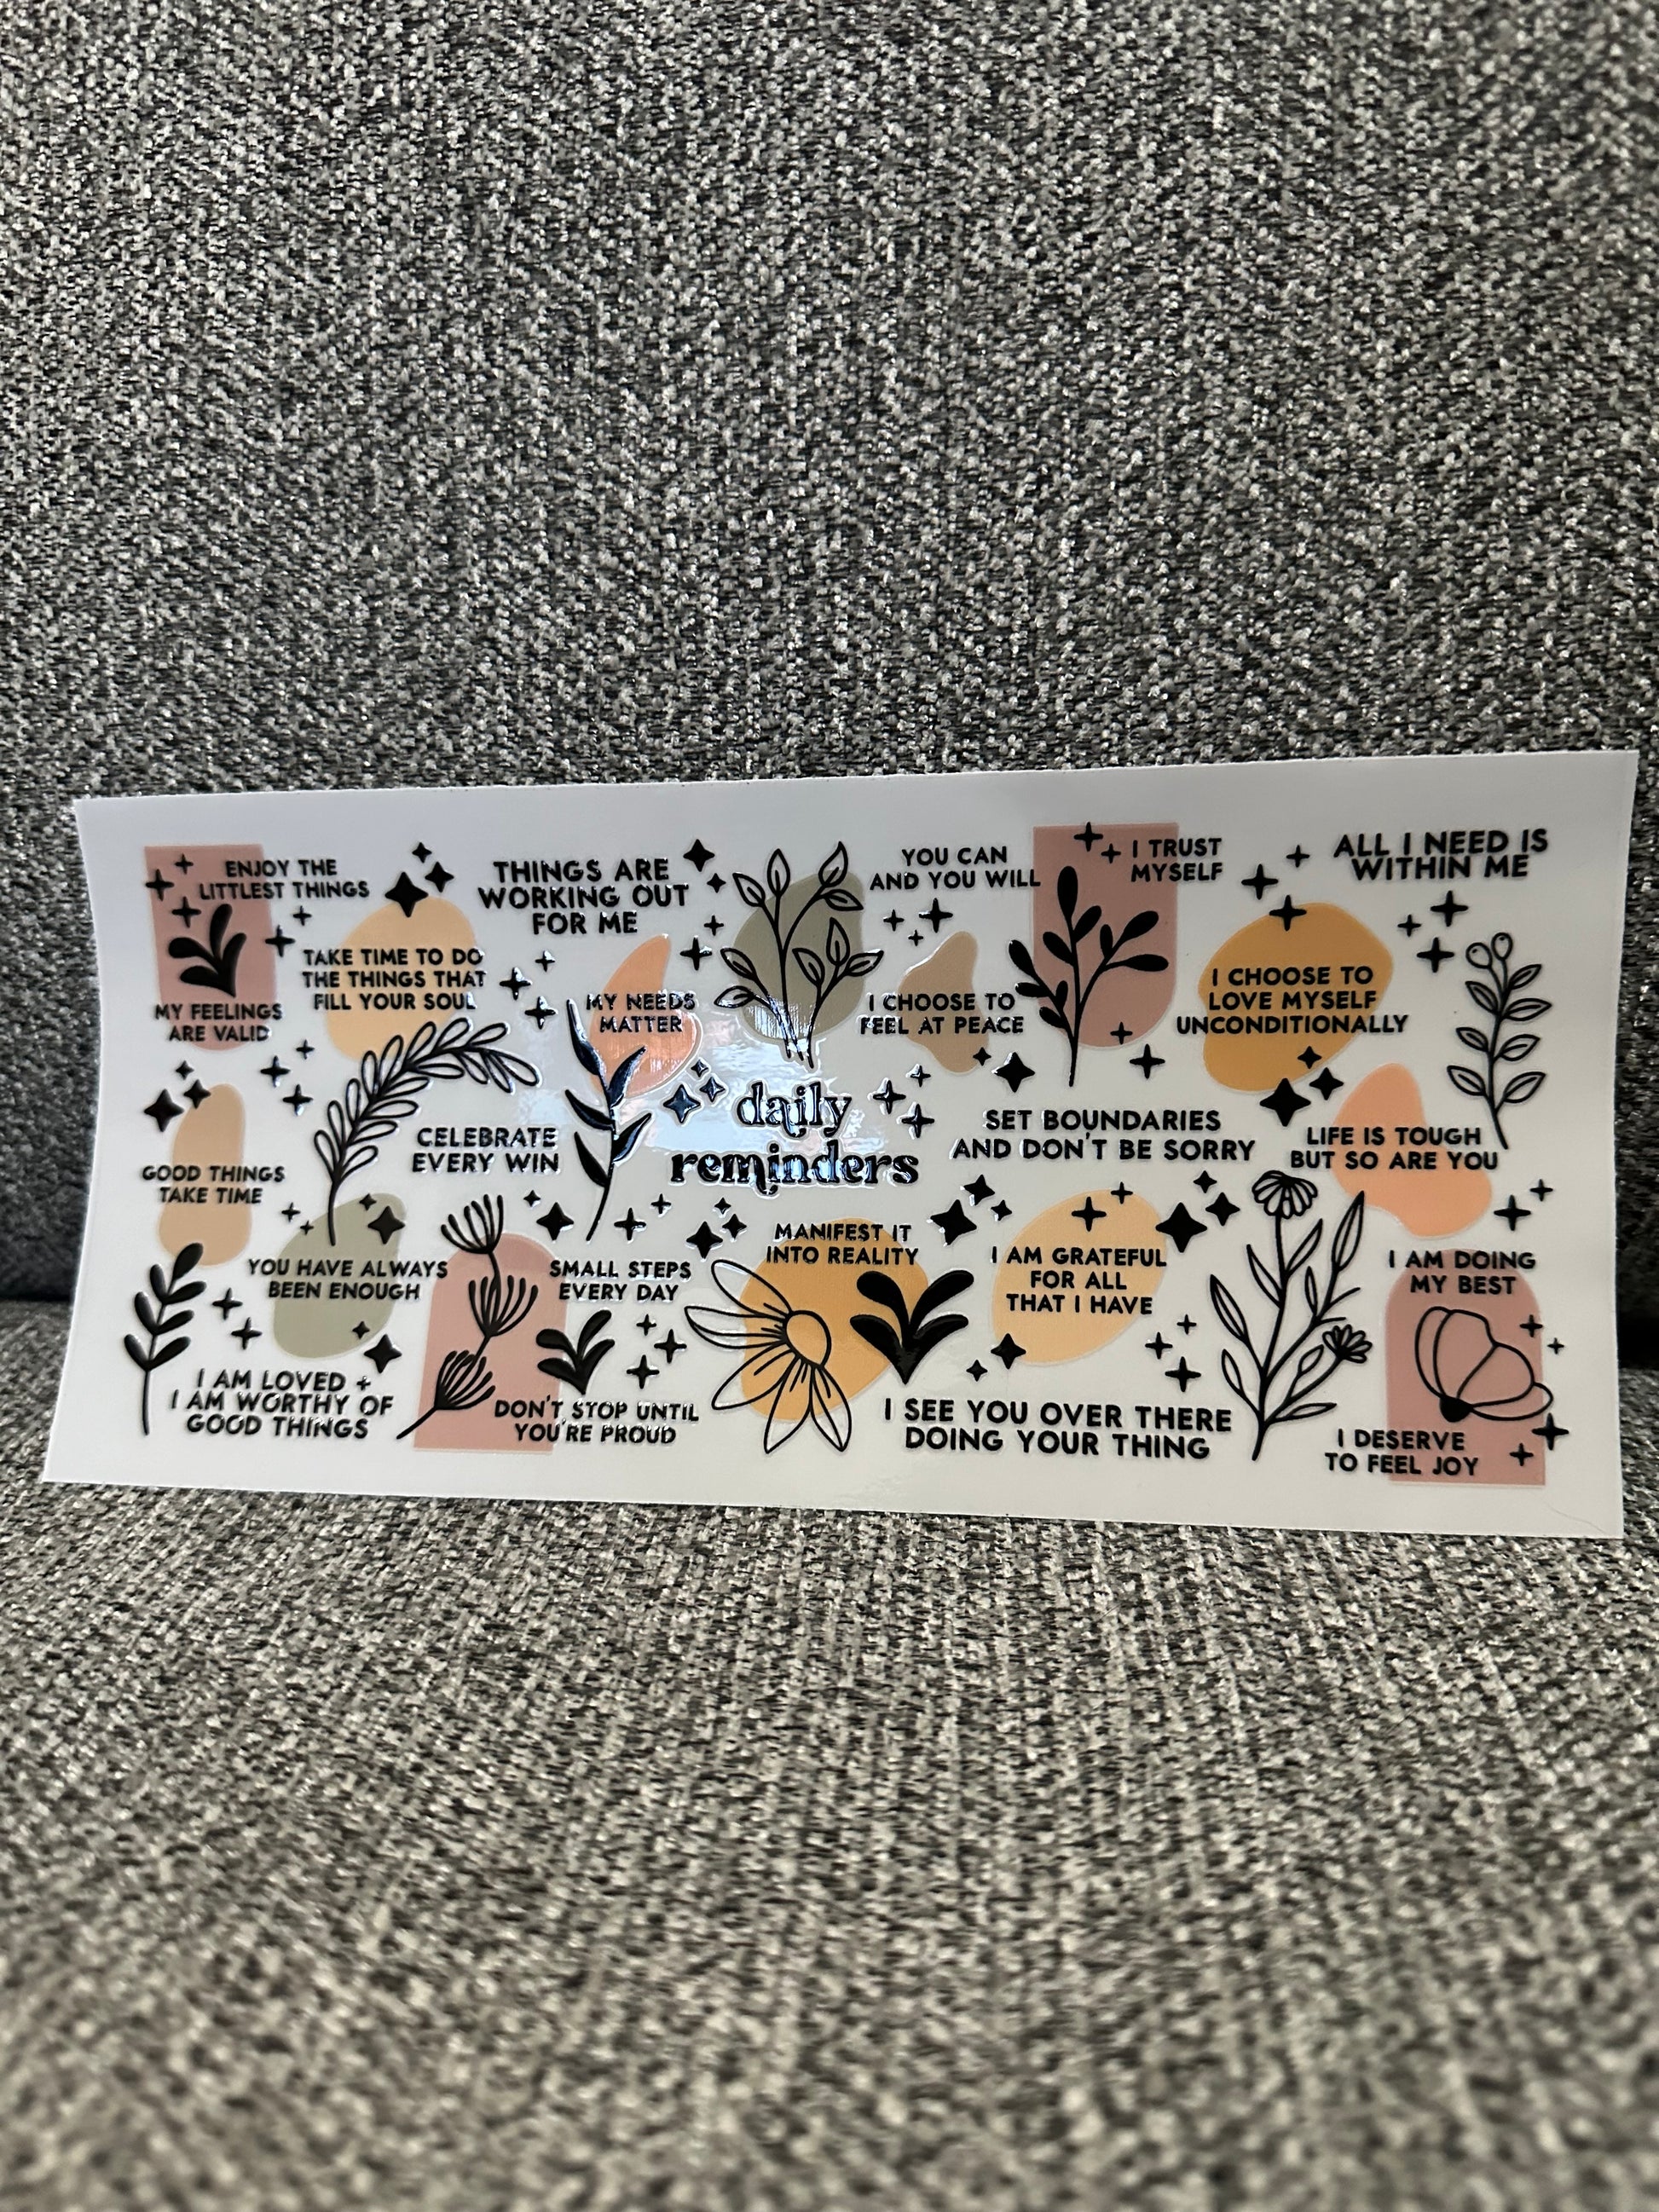 ENJOY THE
LITTLEST THINGS
MY FEELINGS
ARE VALID
TAKE TIME TO DO
THE THINGS THAT
FILL YOUR SOUL
THINGS ARE
WORKING OUT
FOR ME
MY NEEDS
MATTER
YOU CAN
AND YOU WILL
I CHOOSE TO
FEEL AT PEACE
I TRUST
MYSELF
I CHOOSE TO
LOVE MYSELF
UNCONDITIONALLY
ALL I NEED IS
WITHIN ME
GOOD THINGS
TAKE TIME
CELEBRATE
EVERY WIN
daily
reminders
SET BOUNDARIES
AND DON'T BE SORRY
LIFE IS TOUGH
BUT SO ARE YOU
YOU HAVE ALWAYS
BEEN ENOUGH
SMALL STEPS
EVERY DAY
MANIFEST IT
INTO REALITY
I AM GRATEFUL
FOR ALL
THAT I HAVE
I AM DOING
MY BEST
I AM LOVED +
I AM WORTHY OF
GOOD THINGS
DON'T STOP UNTIL
YOU'RE PROUD
I SEE YOU OVER THERE
DOING YOUR THING
I DESERVE
TO FEEL JOY